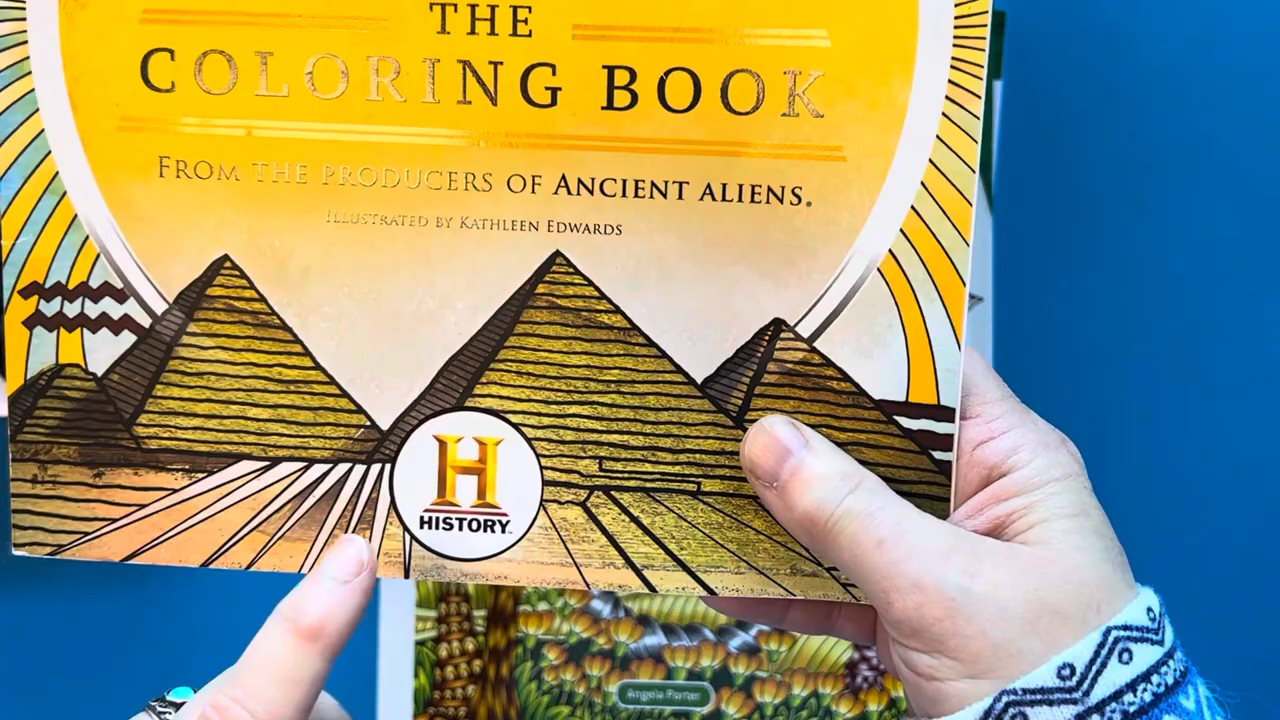 THE
COLORING BOOK
FROM THE PRODUCERS OF ANCIENT ALIENS.
ILLUSTRATED BY KATHLEEN EDWARDS
H
HISTORY
Angela Porter